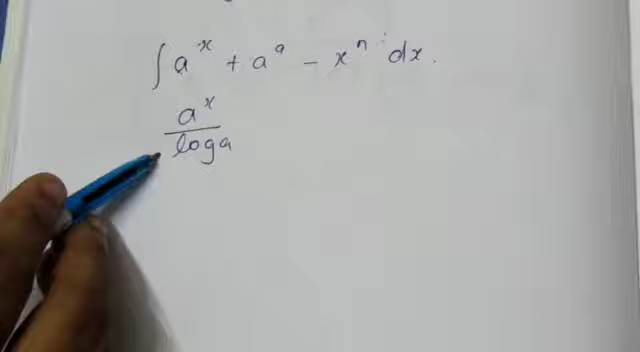 ∫ a^x + a^a - x^n dx.
a^x / log a